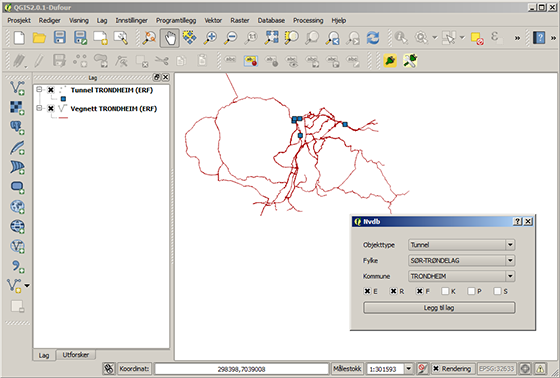 QGIS2.0.1-Dufour
Prosjekt Rediger Vising Lag Innstillinger Programtillegg Vektor Raster Database Processing Hjelp
Lag
Tunnel TRONDHEIM (ERF)
Vegnett TRONDHEIM (ERF)
Nvdb
Objekttype Tunnel
Fylke SØR-TRØNDELAG
Kommune TRONDHEIM
E R F K P S
Legg til lag
Lag Utforsker
Koordinat: 298398,7039008 Målestokk 1:301593 Rendering EPSG:32633